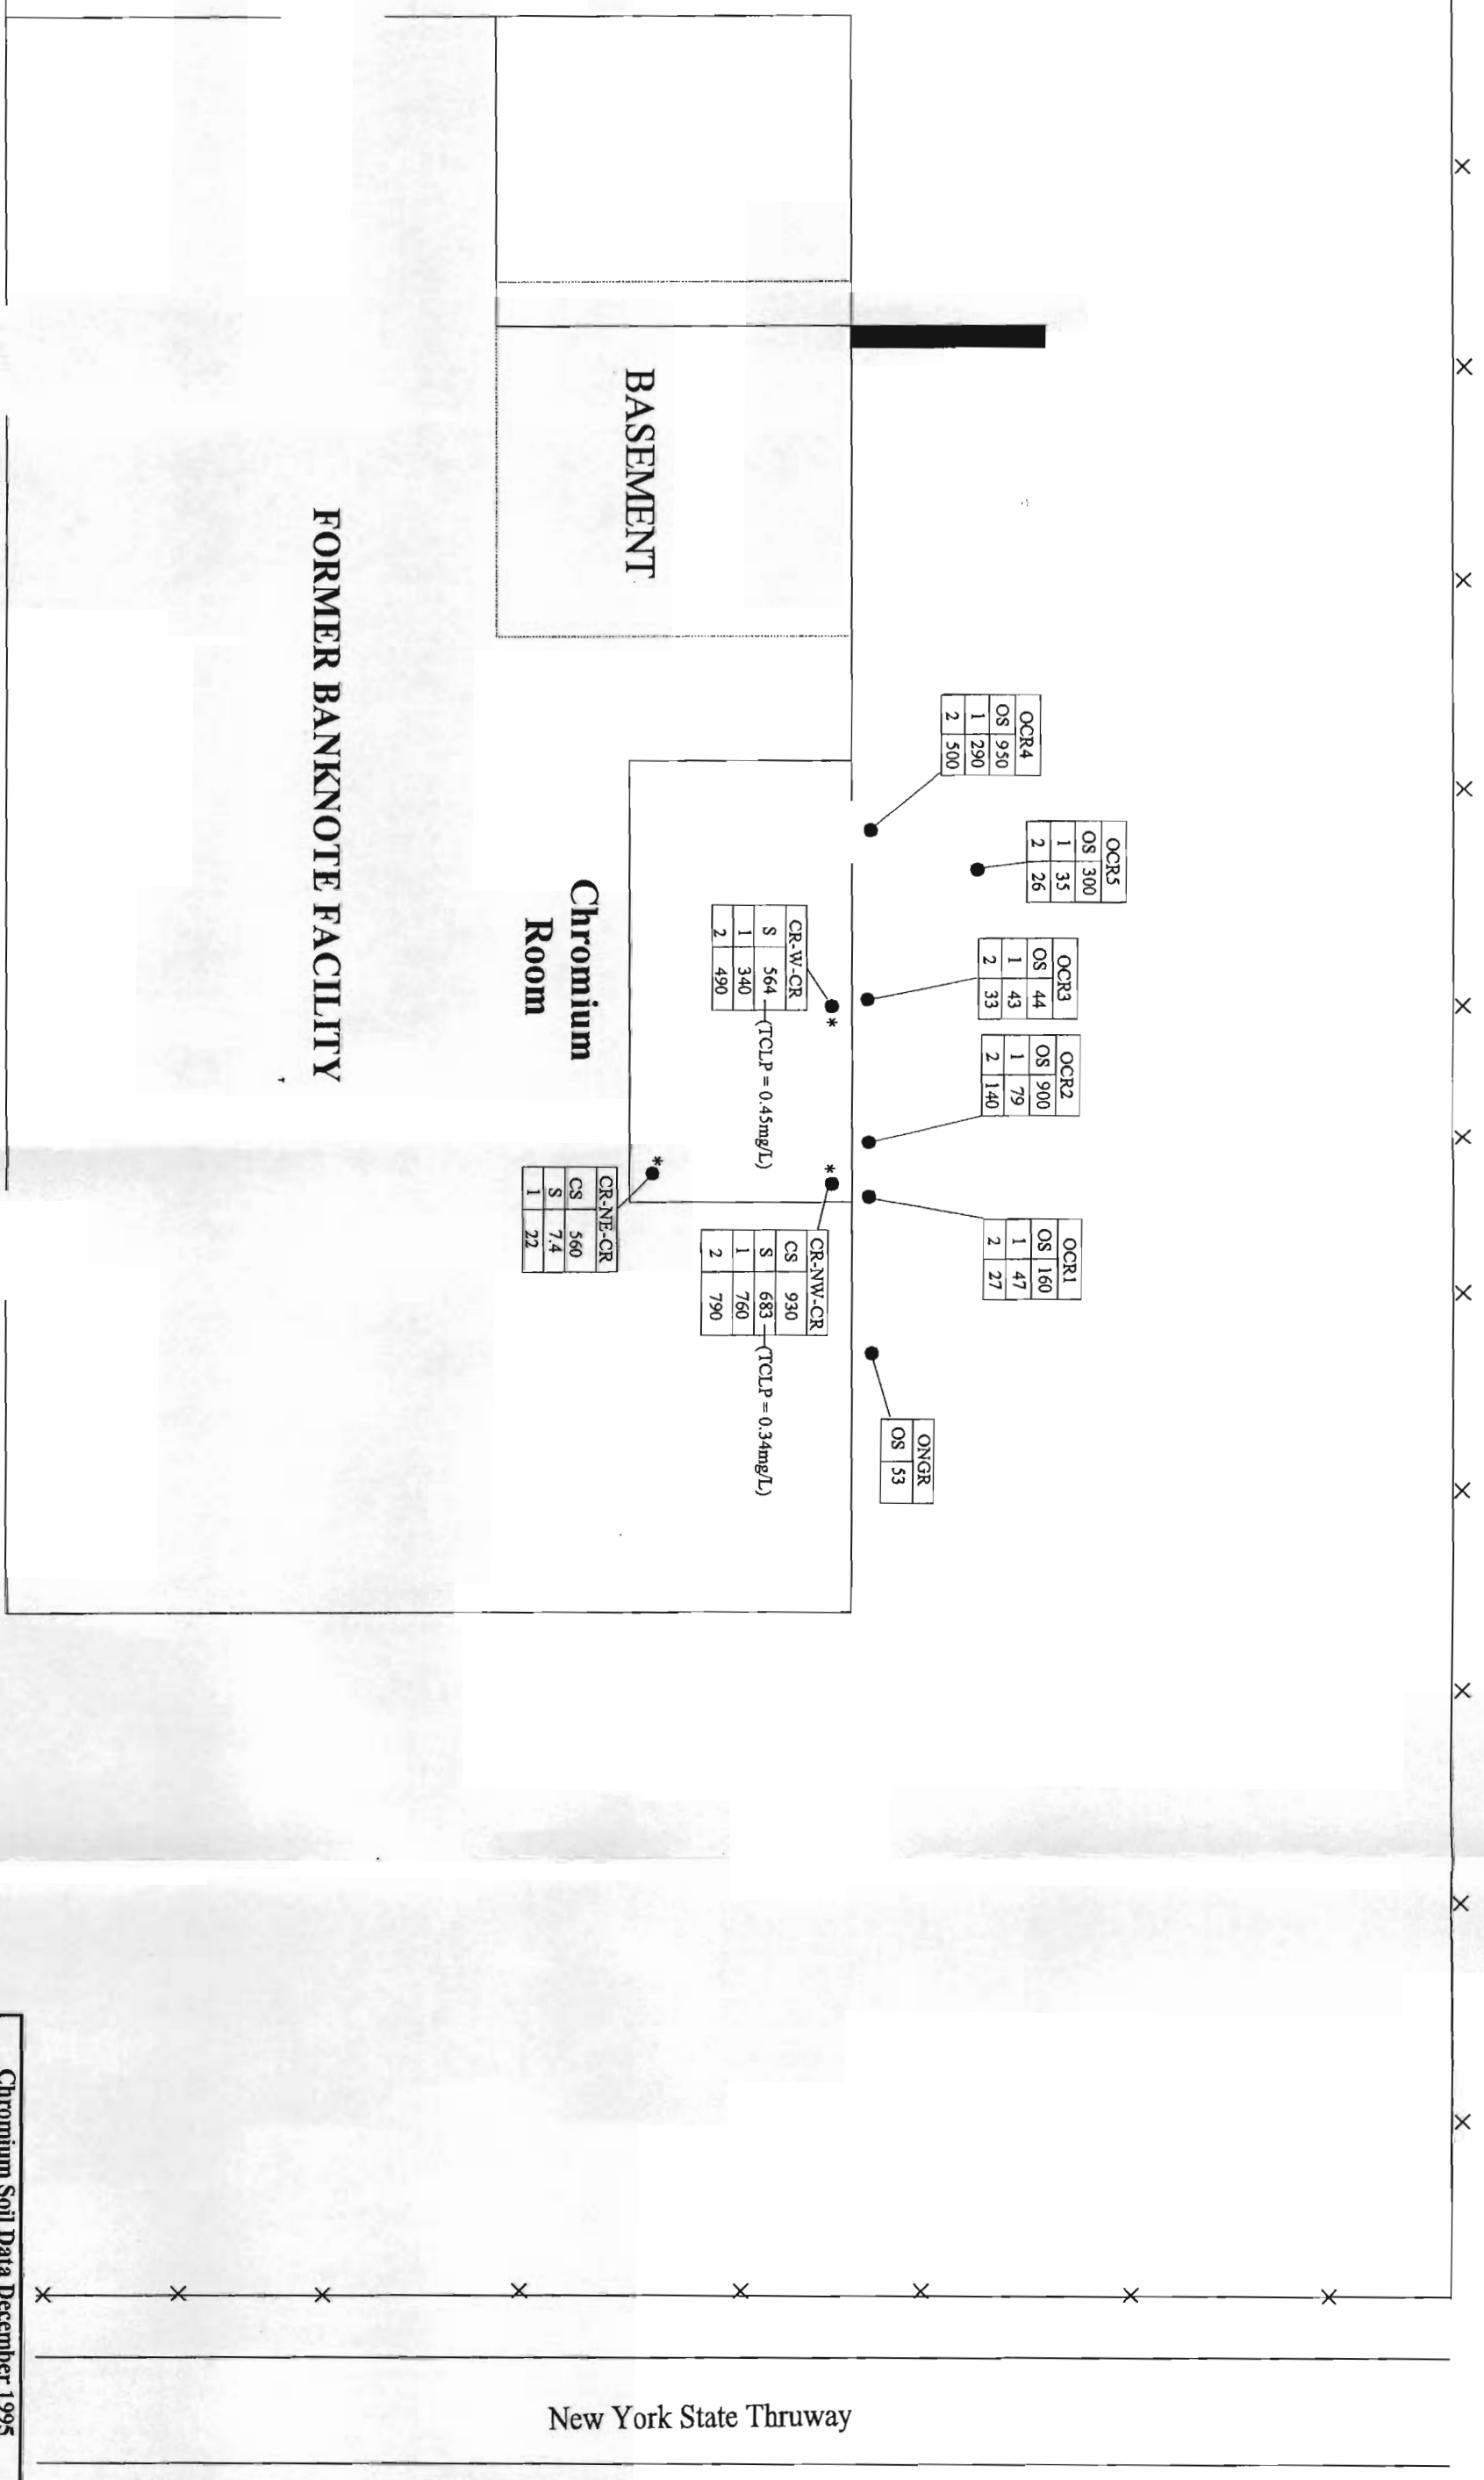 OCR4
OS 950
1 290
2 500
OCR5
OS 300
1 35
2 26
OCR3
OS 44
1 43
2 33
OCR2
OS 900
1 79
2 140
OCR1
OS 160
1 47
2 27
ONGR
OS 53
CR-W-CR
S 564 (TCLP = 0.45mg/L)
1 340
2 490
CR-NW-CR
CS 930
S 683 (TCLP = 0.34mg/L)
1 760
2 790
CR-NE-CR
CS 560
S 7.4
1 22
BASEMENT
Chromium
Room
FORMER BANKNOTE FACILITY
New York State Thruway
Chromium Soil Data December 1995